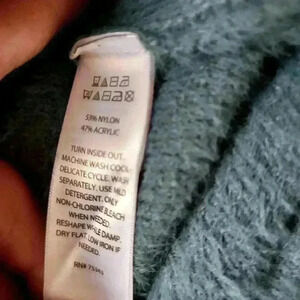 53% NYLON
47% ACRYLIC
TURN INSIDE OUT.
MACHINE WASH COOL-
DELICATE CYCLE. WASH
SEPARATELY. USE MILD
DETERGENT. ONLY
NON-CHLORINE BLEACH
WHEN NEEDED.
RESHAPE WHILE DAMP.
DRY FLAT. LOW IRON IF
NEEDED.
RN#